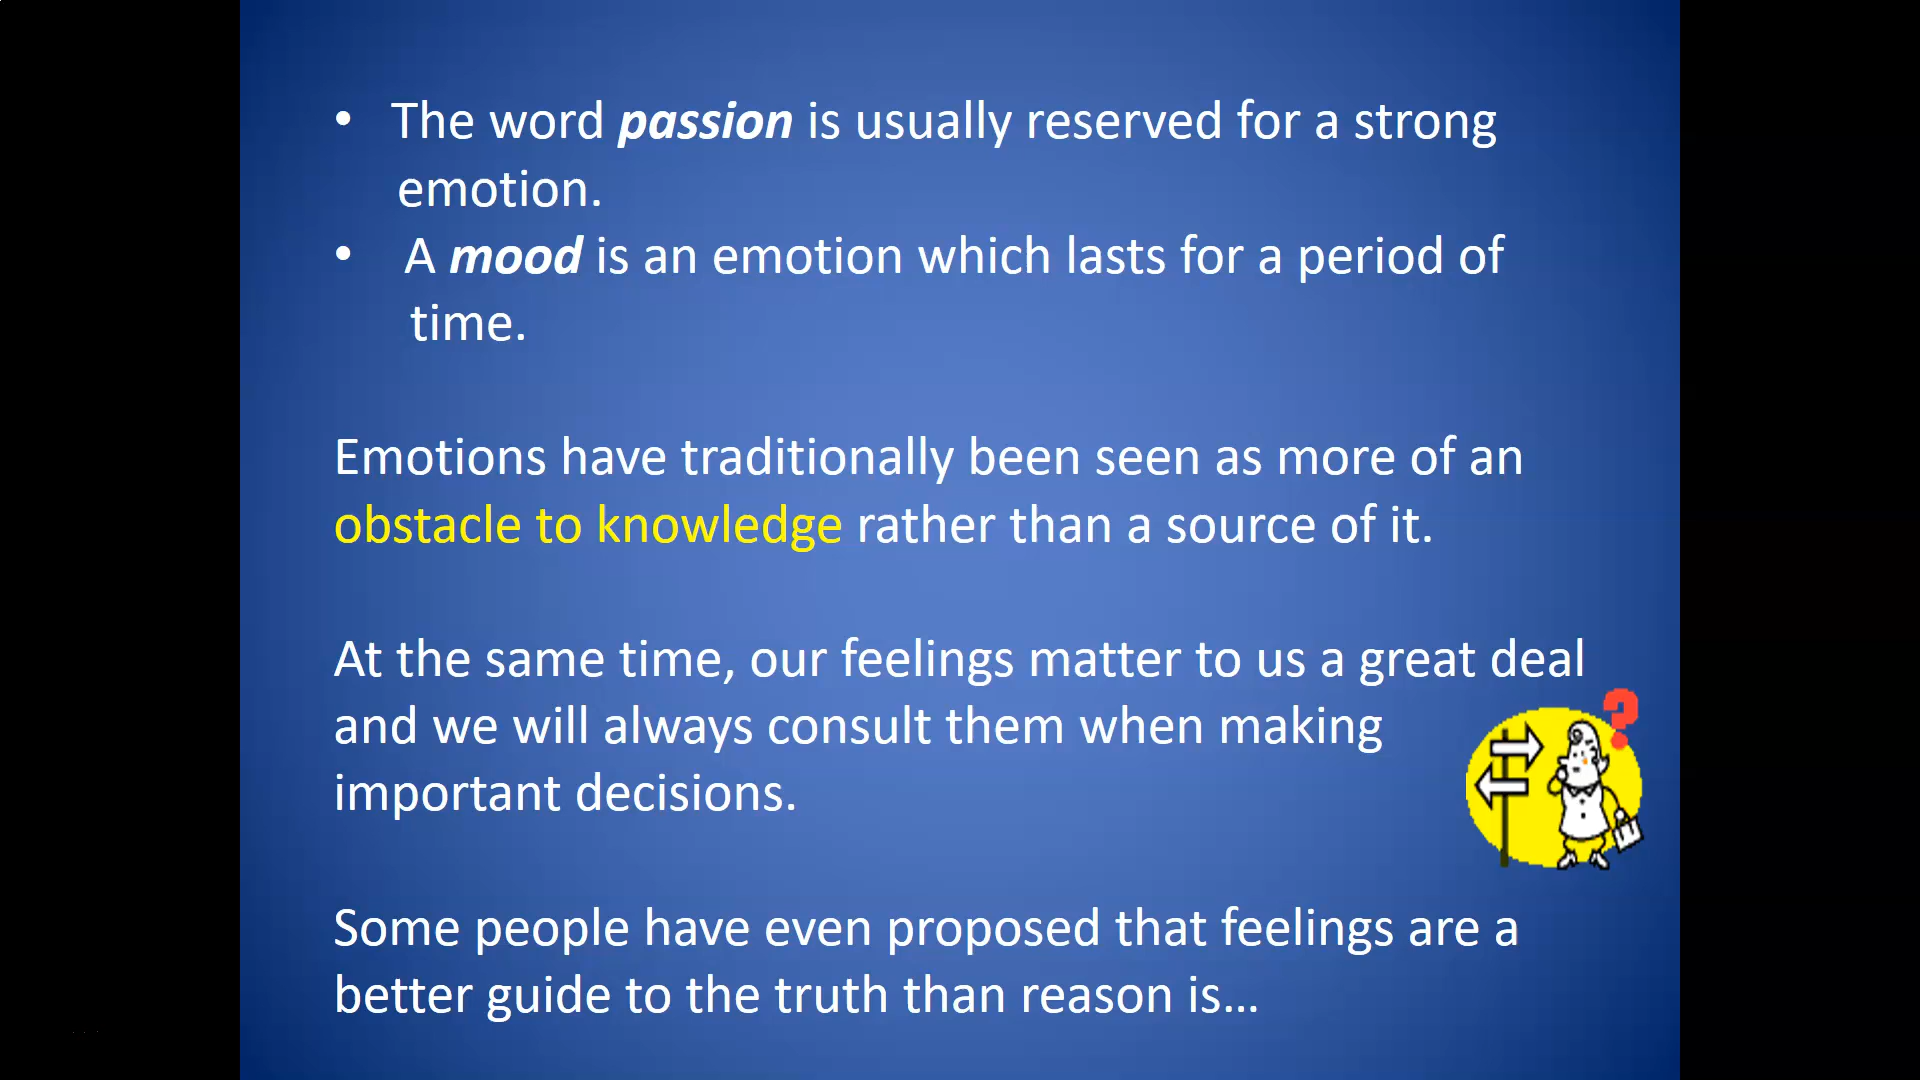 • The word passion is usually reserved for a strong
emotion.
• A mood is an emotion which lasts for a period of
time.
Emotions have traditionally been seen as more of an
obstacle to knowledge rather than a source of it.
At the same time, our feelings matter to us a great deal
and we will always consult them when making
important decisions.
Some people have even proposed that feelings are a
better guide to the truth than reason is…
?